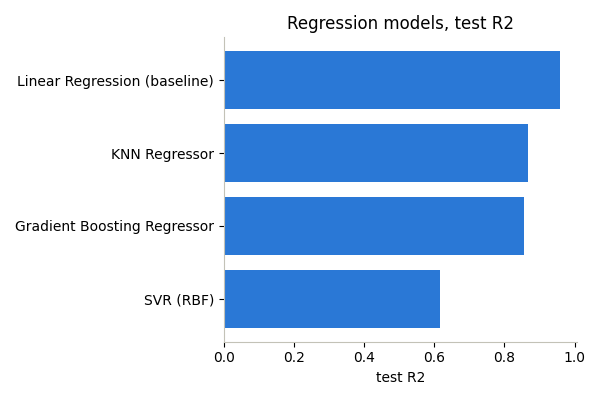 Regression models, test R2
Linear Regression (baseline)
KNN Regressor
Gradient Boosting Regressor
SVR (RBF)
0.0 0.2 0.4 0.6 0.8 1.0
test R2